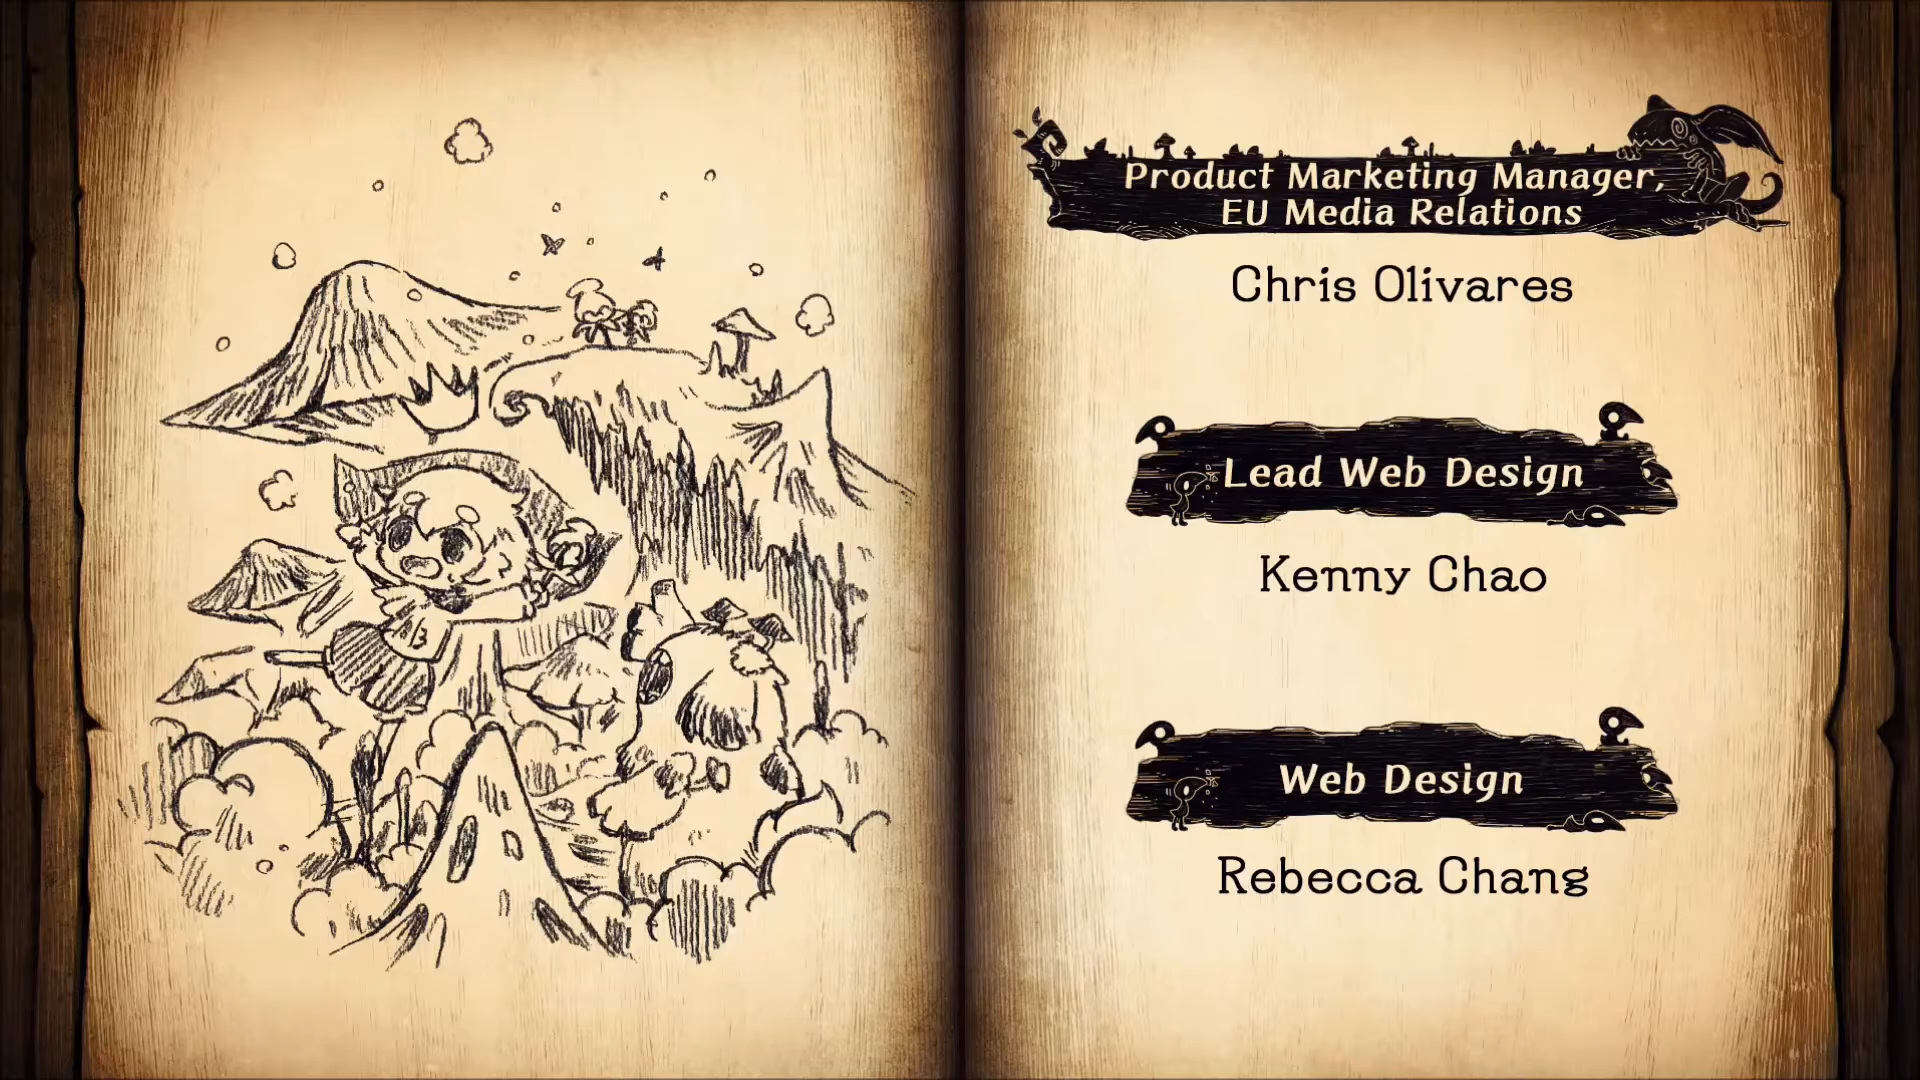 Product Marketing Manager,
EU Media Relations
Chris Olivares
Lead Web Design
Kenny Chao
Web Design
Rebecca Chang